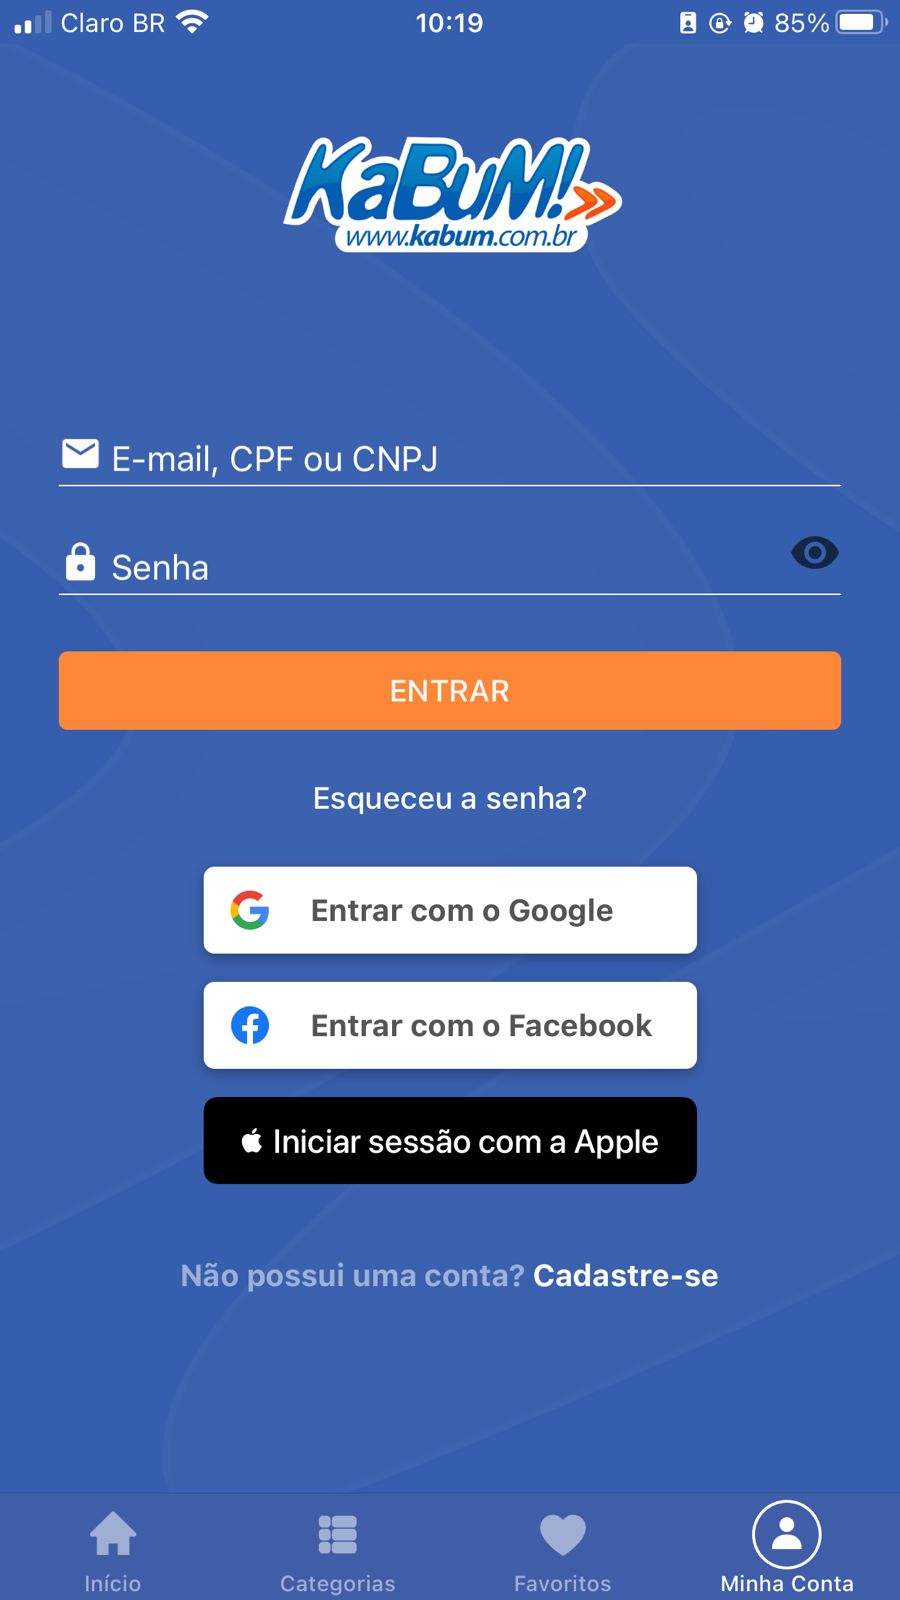 Claro BR 10:19 85%
KaBuM!
www.kabum.com.br
E-mail, CPF ou CNPJ
Senha
ENTRAR
Esqueceu a senha?
Entrar com o Google
Entrar com o Facebook
Iniciar sessão com a Apple
Não possui uma conta? Cadastre-se
Início Categorias Favoritos Minha Conta